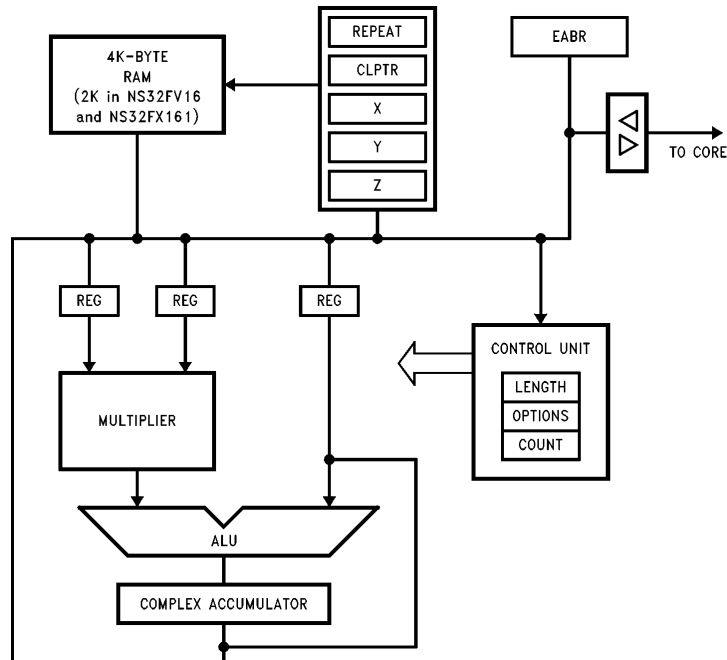 4K-BYTE
RAM
(2K in NS32FV16
and NS32FX161)
REPEAT
CLPTR
X
Y
Z
EABR
TO CORE
REG
REG
REG
MULTIPLIER
CONTROL UNIT
LENGTH
OPTIONS
COUNT
ALU
COMPLEX ACCUMULATOR